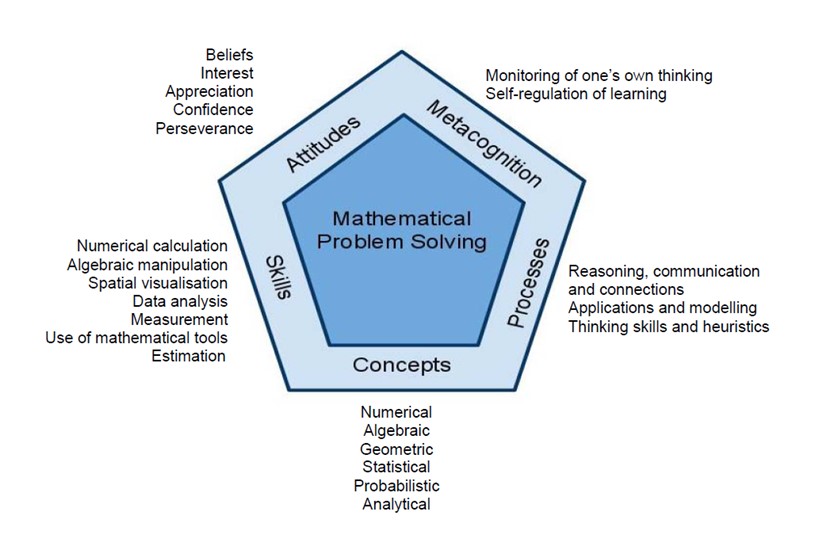 Beliefs
Interest
Appreciation
Confidence
Perseverance
Monitoring of one's own thinking
Self-regulation of learning
Attitudes
Metacognition
Mathematical
Problem Solving
Numerical calculation
Algebraic manipulation
Spatial visualisation
Data analysis
Measurement
Use of mathematical tools
Estimation
Skills
Processes
Reasoning, communication
and connections
Applications and modelling
Thinking skills and heuristics
Concepts
Numerical
Algebraic
Geometric
Statistical
Probabilistic
Analytical